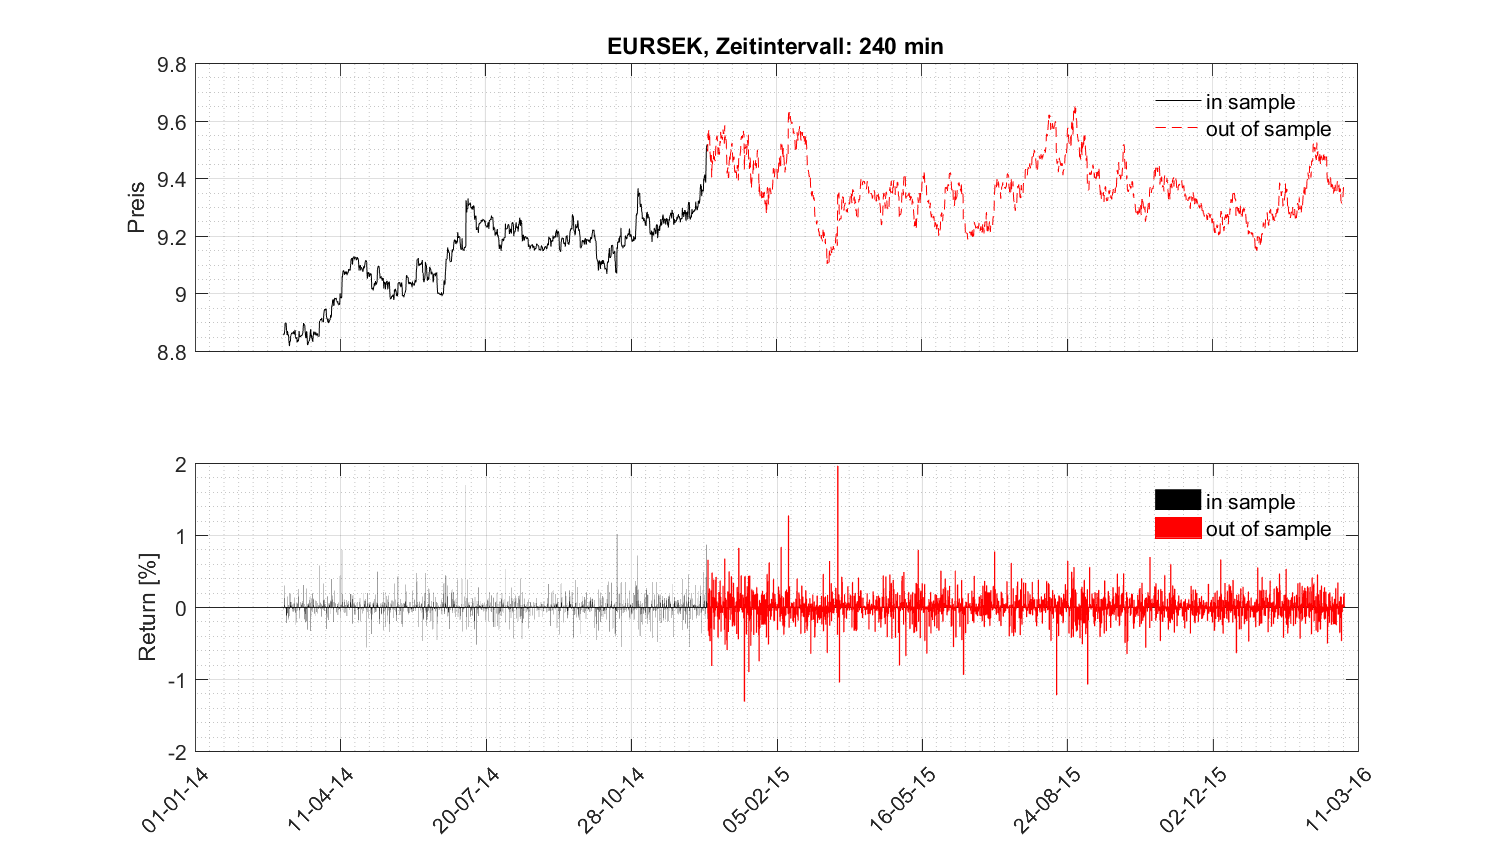 EURSEK, Zeitintervall: 240 min
Preis
9.8
9.6
9.4
9.2
9
8.8
in sample
out of sample
Return [%]
2
1
0
-1
-2
in sample
out of sample
01-01-14
11-04-14
20-07-14
28-10-14
05-02-15
16-05-15
24-08-15
02-12-15
11-03-16